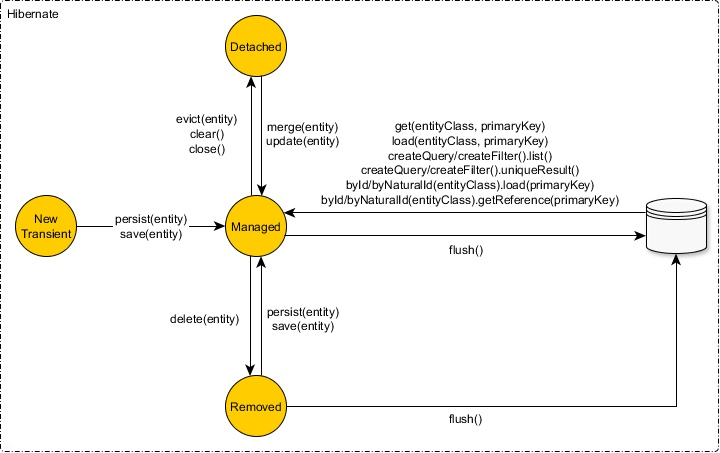 Hibernate
Detached
evict(entity)
clear()
close()
merge(entity)
update(entity)
get(entityClass, primaryKey)
load(entityClass, primaryKey)
createQuery/createFilter().list()
createQuery/createFilter().uniqueResult()
byId/byNaturalId(entityClass).load(primaryKey)
byId/byNaturalId(entityClass).getReference(primaryKey)
New
Transient
persist(entity)
save(entity)
Managed
flush()
delete(entity)
persist(entity)
save(entity)
Removed
flush()